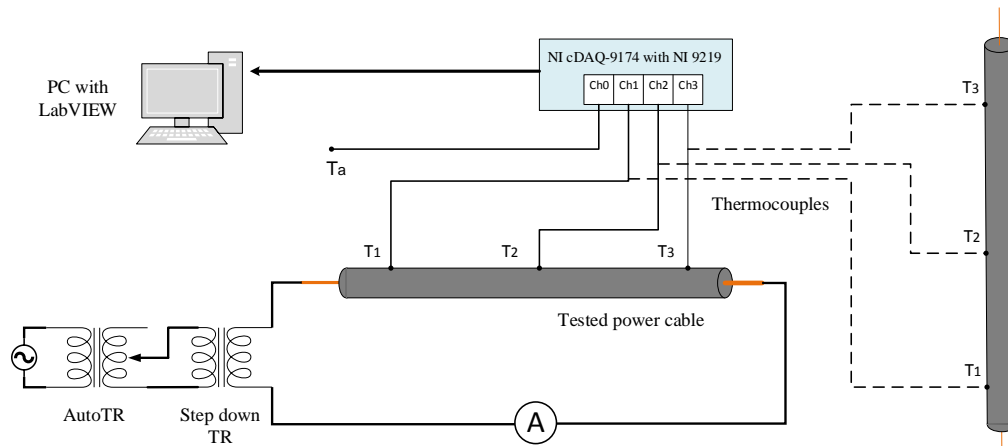 NI cDAQ-9174 with NI 9219
Ch0 Ch1 Ch2 Ch3
PC with
LabVIEW
Ta
Thermocouples
T1 T2 T3
Tested power cable
AutoTR
Step down
TR
A
T3
T2
T1